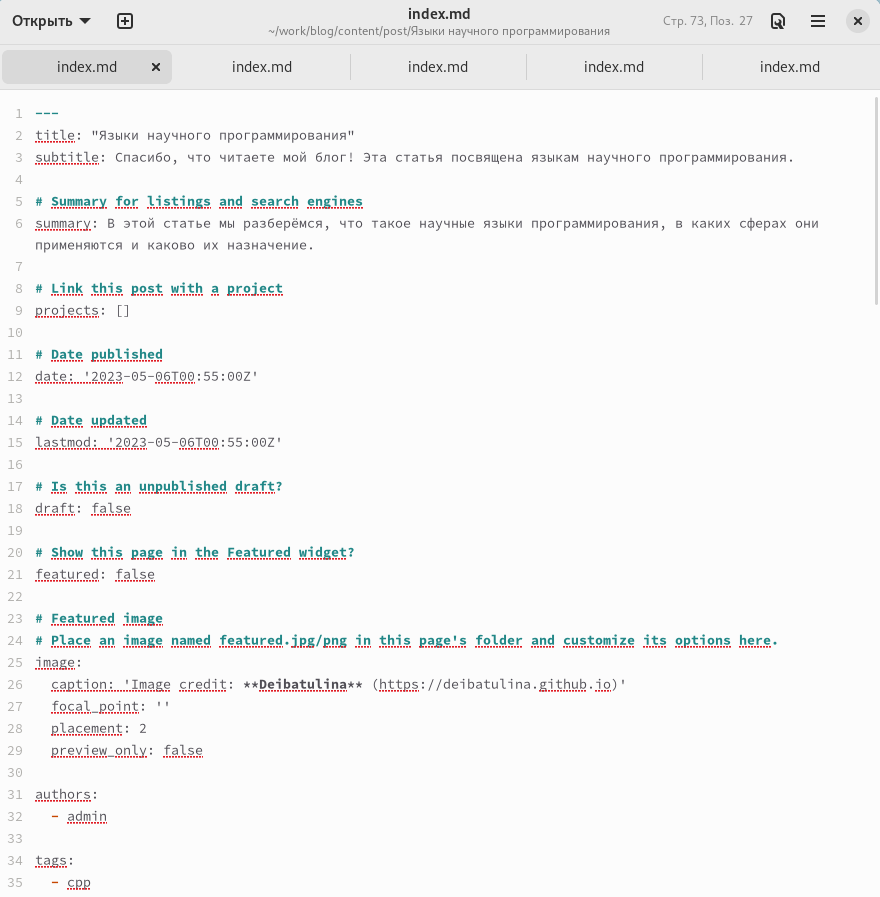 Открыть
index.md
~/work/blog/content/post/Языки научного программирования
Стр. 73, Поз. 27
index.md index.md index.md index.md index.md
1 ---
2 title: "Языки научного программирования"
3 subtitle: Спасибо, что читаете мой блог! Эта статья посвящена языкам научного программирования.
4
5 # Summary for listings and search engines
6 summary: В этой статье мы разберёмся, что такое научные языки программирования, в каких сферах они
применяются и каково их назначение.
7
8 # Link this post with a project
9 projects: []
10
11 # Date published
12 date: '2023-05-06T00:55:00Z'
13
14 # Date updated
15 lastmod: '2023-05-06T00:55:00Z'
16
17 # Is this an unpublished draft?
18 draft: false
19
20 # Show this page in the Featured widget?
21 featured: false
22
23 # Featured image
24 # Place an image named featured.jpg/png in this page's folder and customize its options here.
25 image:
26   caption: 'Image credit: **Deibatulina** (https://deibatulina.github.io)'
27   focal_point: ''
28   placement: 2
29   preview_only: false
30
31 authors:
32   - admin
33
34 tags:
35   - cpp